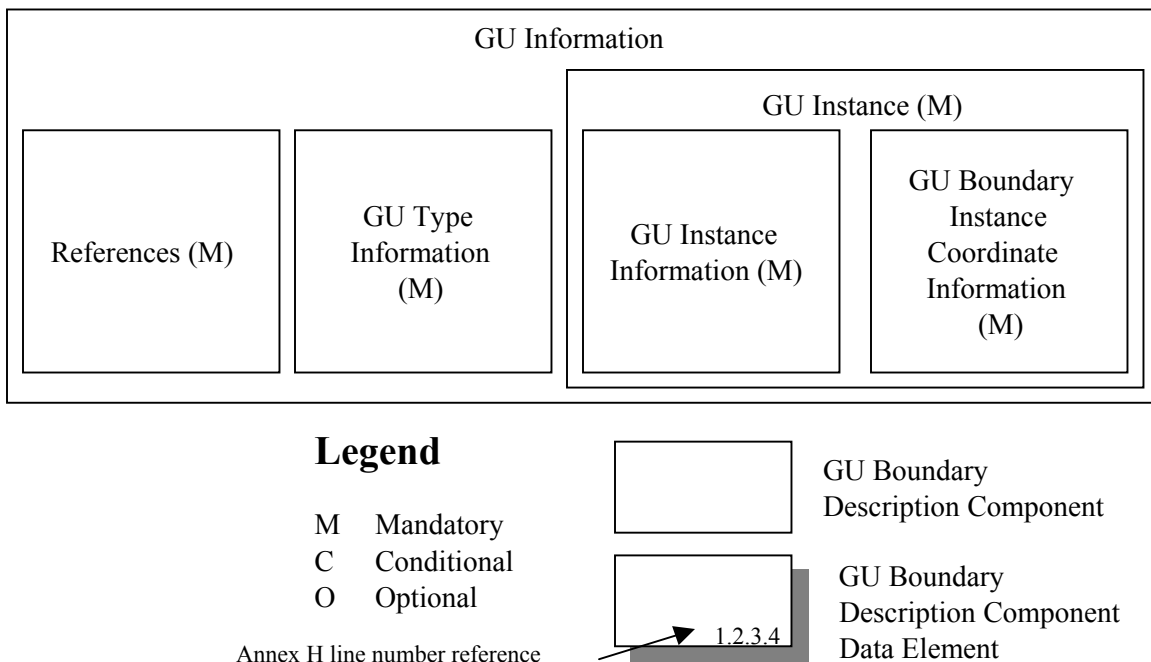 GU Information
GU Instance (M)
References (M)
GU Type
Information
(M)
GU Instance
Information (M)
GU Boundary
Instance
Coordinate
Information
(M)
Legend
M Mandatory
C Conditional
O Optional
Annex H line number reference
GU Boundary
Description Component
1.2.3.4
GU Boundary
Description Component
Data Element